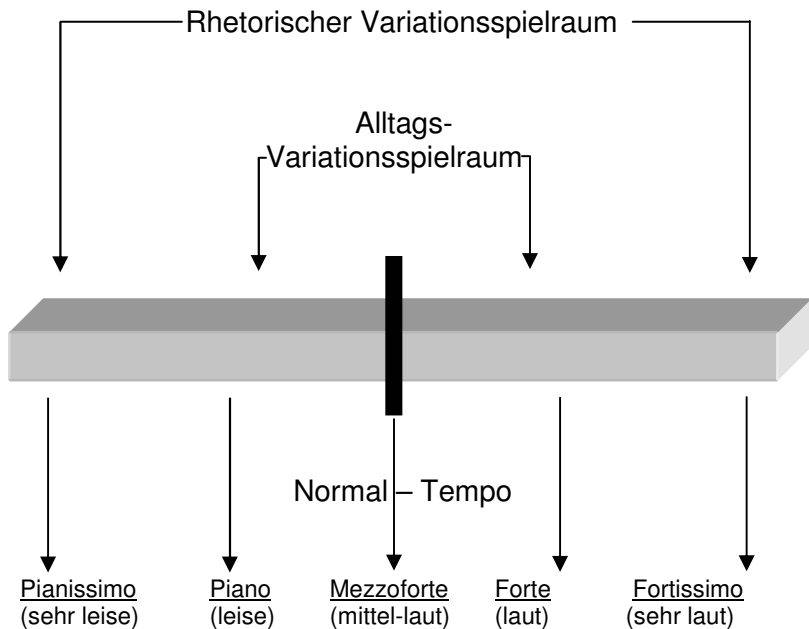 Rhetorischer Variationsspielraum
Alltags-
Variationsspielraum
Normal – Tempo
Pianissimo Piano Mezzoforte Forte Fortissimo
(sehr leise) (leise) (mittel-laut) (laut) (sehr laut)